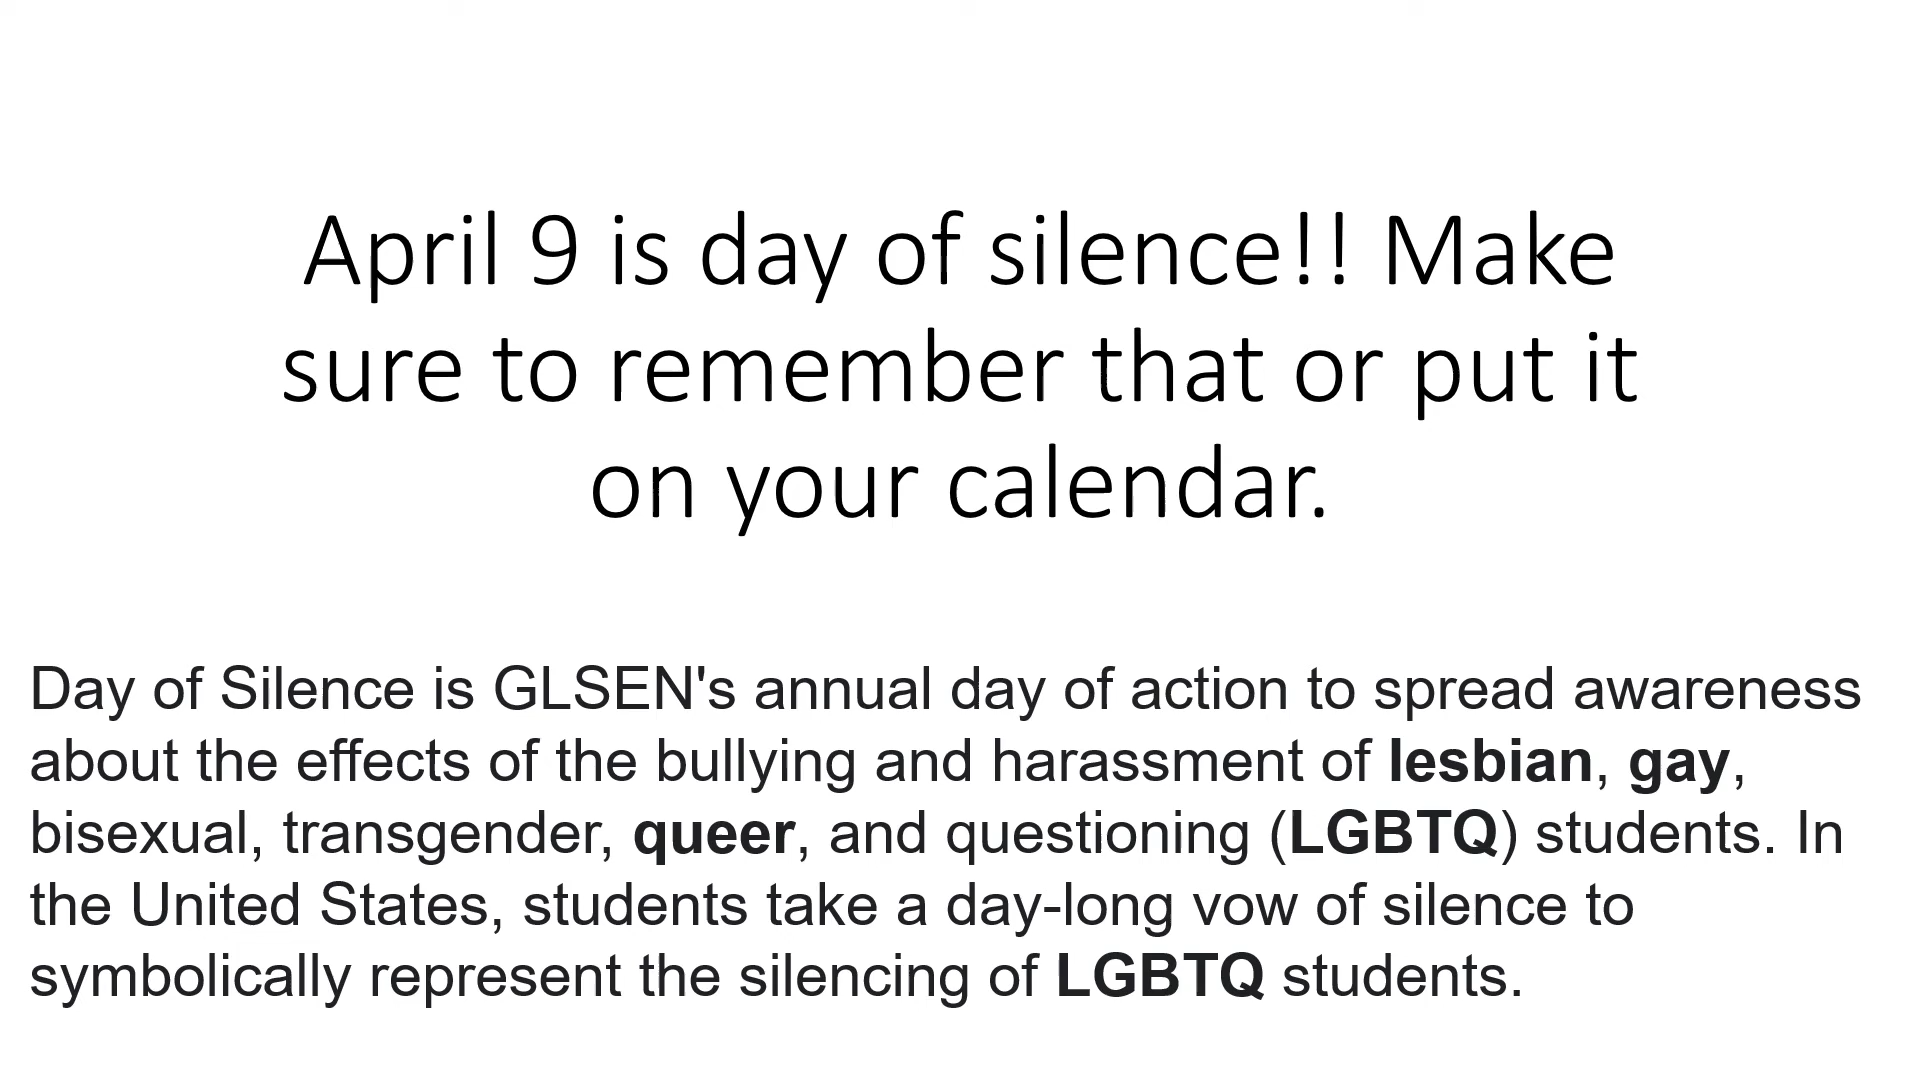 April 9 is day of silence!! Make
sure to remember that or put it
on your calendar.
Day of Silence is GLSEN's annual day of action to spread awareness
about the effects of the bullying and harassment of lesbian, gay,
bisexual, transgender, queer, and questioning (LGBTQ) students. In
the United States, students take a day-long vow of silence to
symbolically represent the silencing of LGBTQ students.